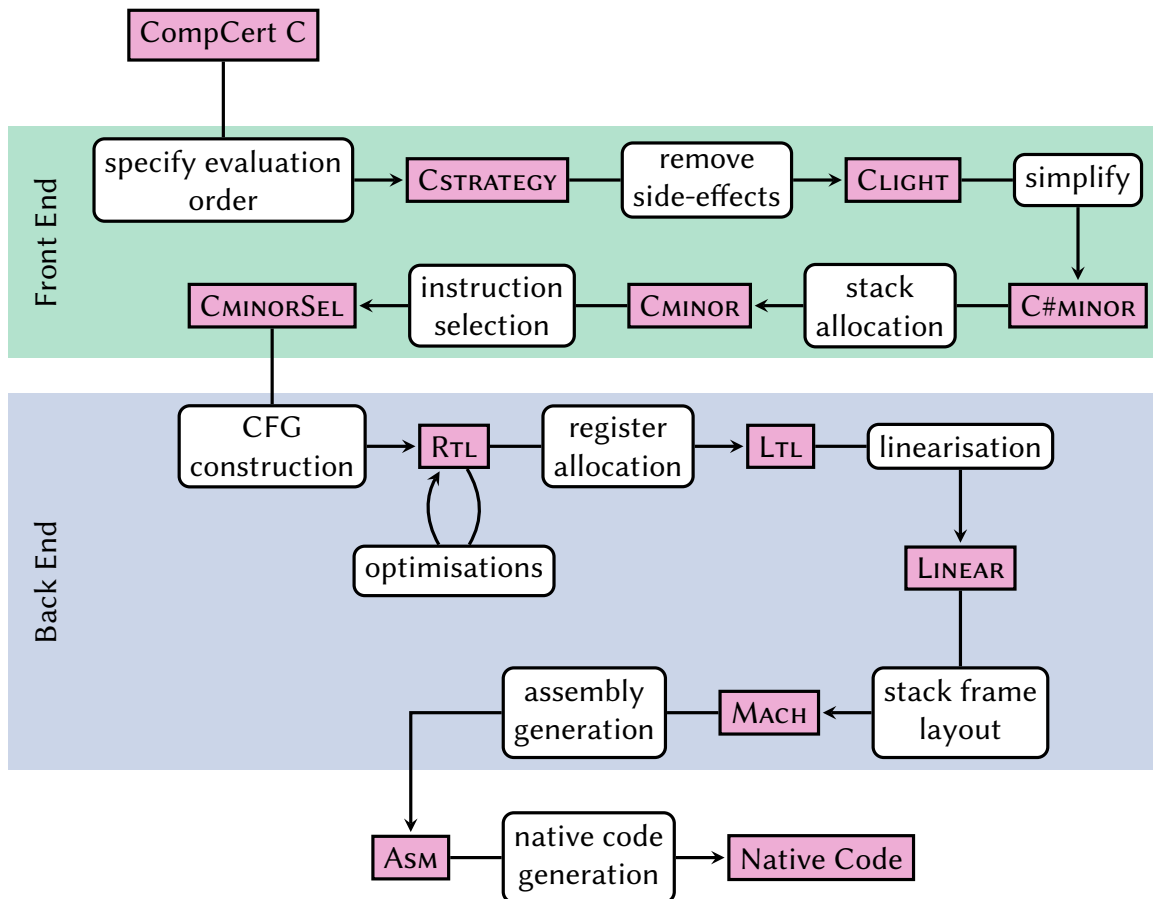 CompCert C
Front End
specify evaluation
order
CSTRATEGY
remove
side-effects
CLIGHT
simplify
C#MINOR
stack
allocation
CMINOR
instruction
selection
CMINORSEL
Back End
CFG
construction
RTL
optimisations
register
allocation
LTL
linearisation
LINEAR
stack frame
layout
MACH
assembly
generation
ASM
native code
generation
Native Code